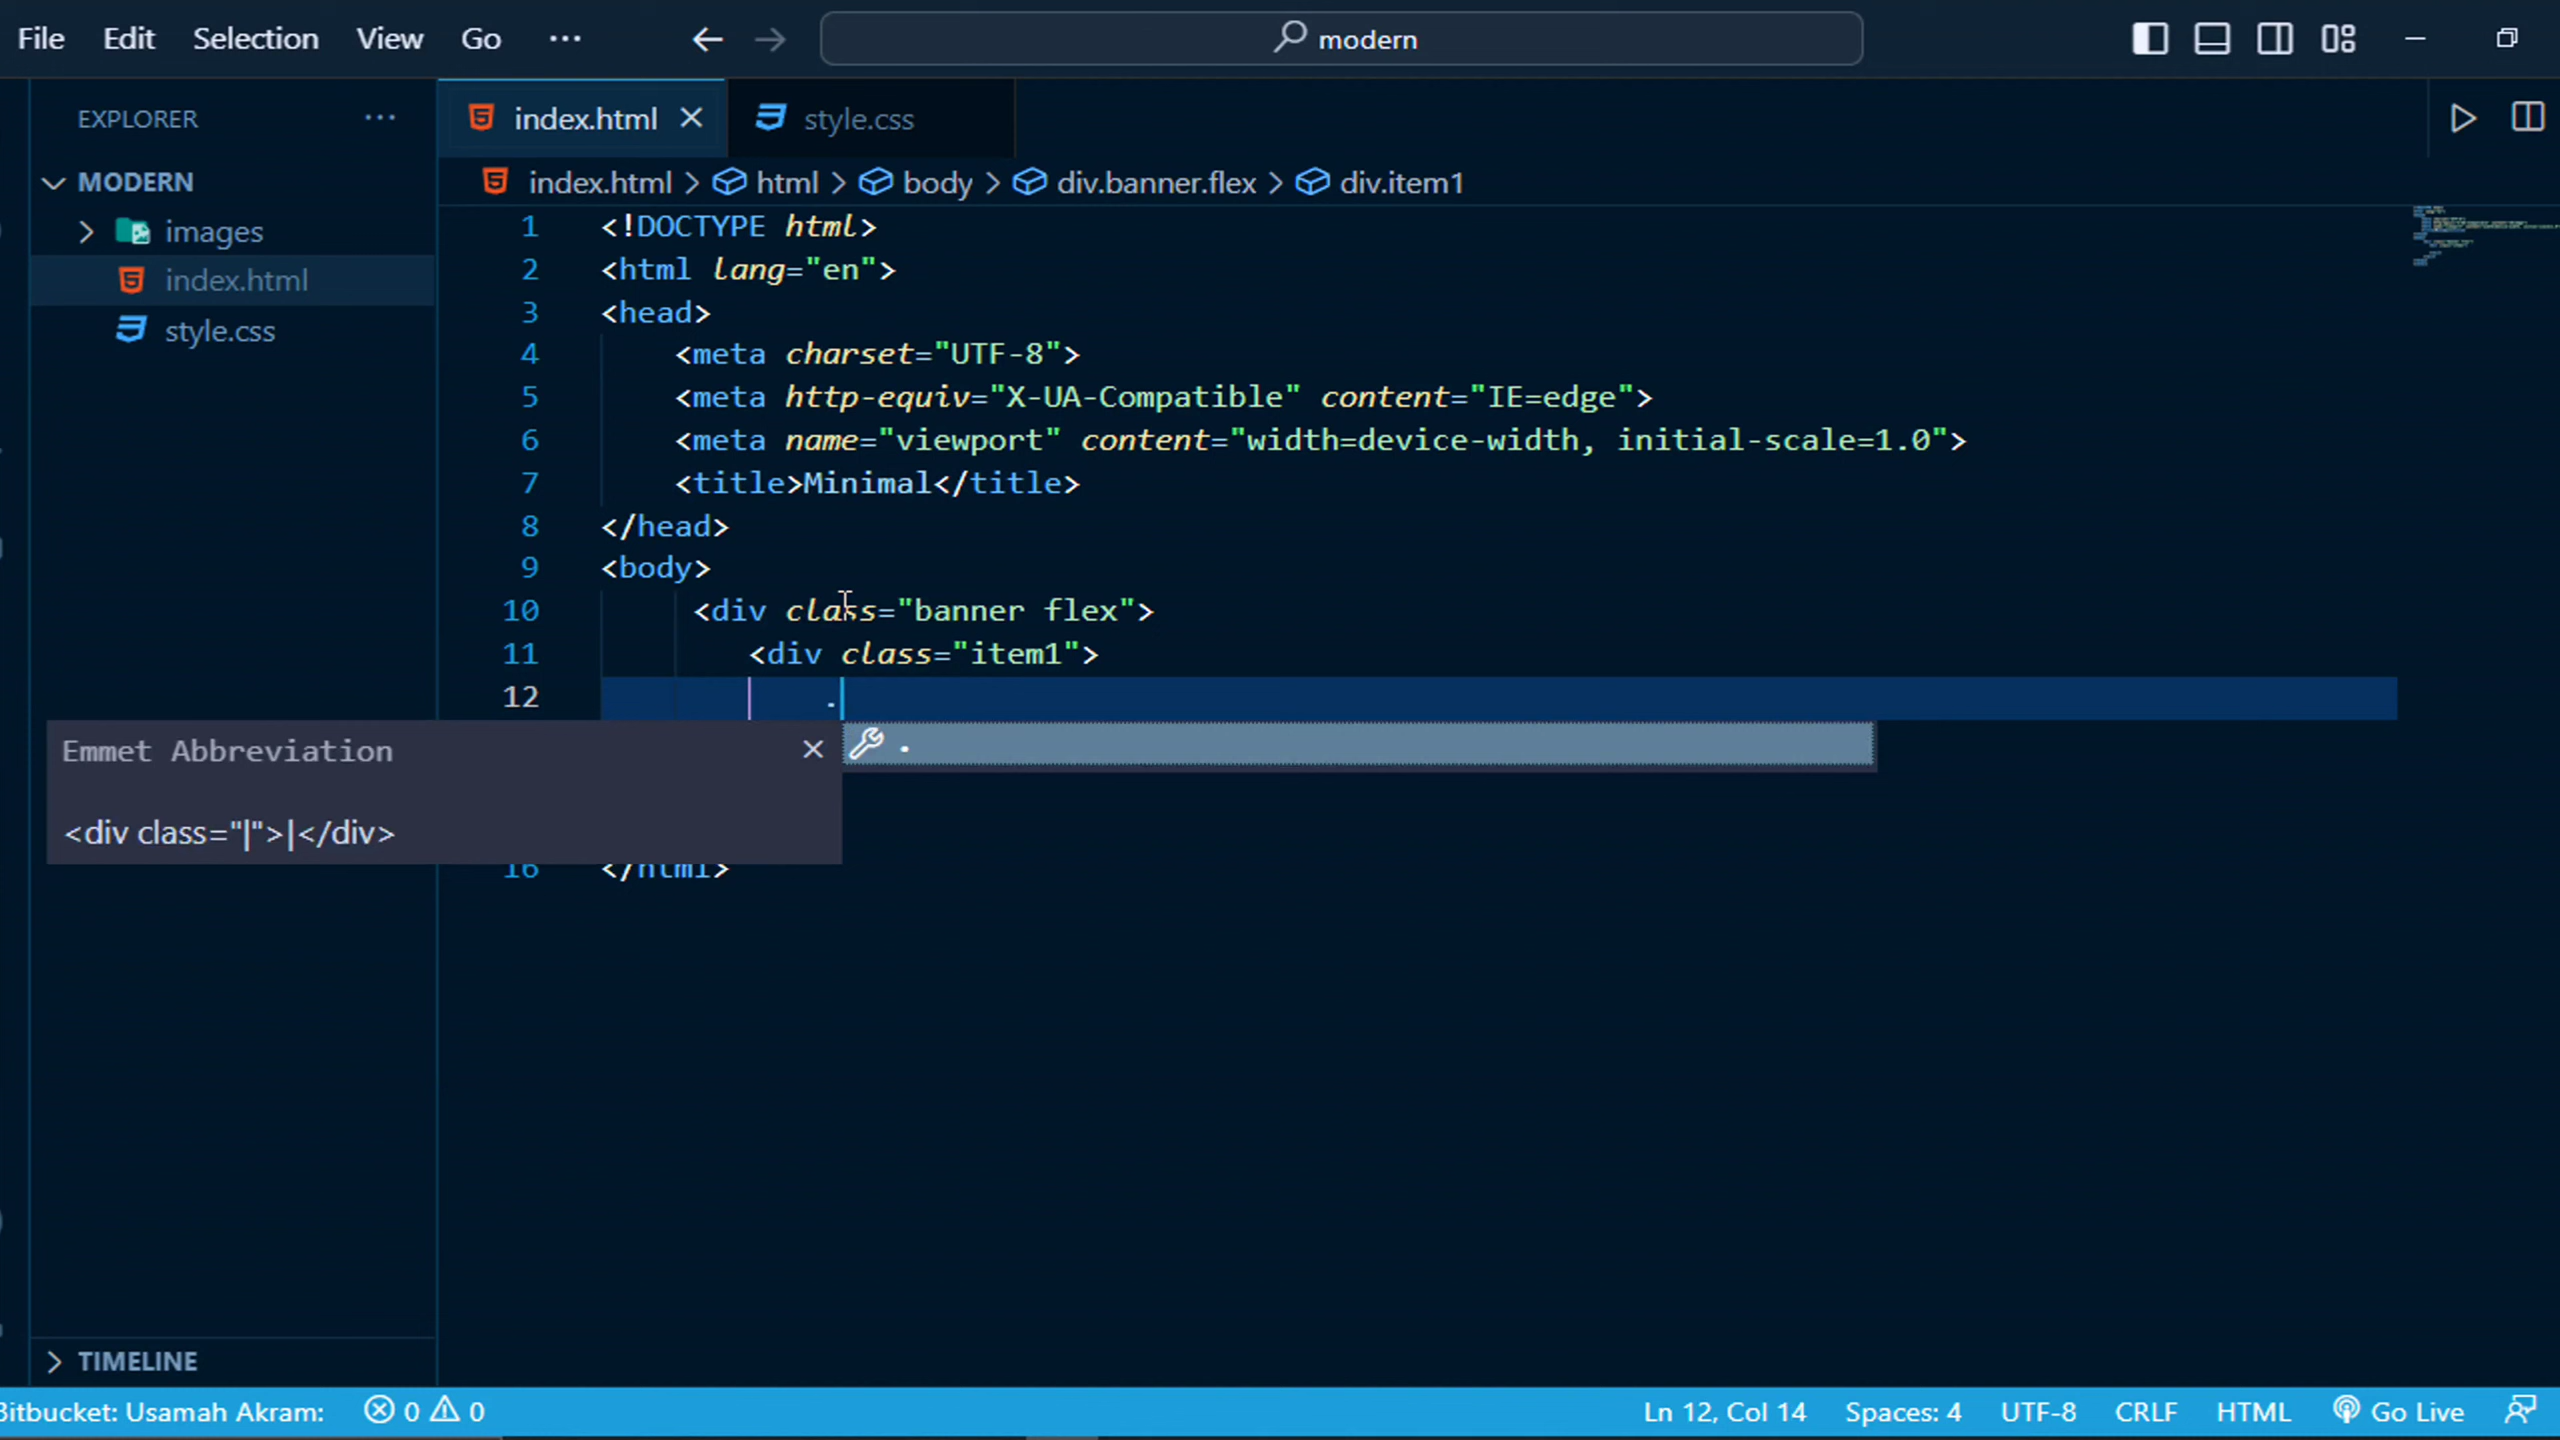 File Edit Selection View Go ··· modern
EXPLORER ···
index.html
style.css
MODERN
images
index.html
style.css
index.html > html > body > div.banner.flex > div.item1
1 <!DOCTYPE html>
2 <html lang="en">
3 <head>
4 <meta charset="UTF-8">
5 <meta http-equiv="X-UA-Compatible" content="IE=edge">
6 <meta name="viewport" content="width=device-width, initial-scale=1.0">
7 <title>Minimal</title>
8 </head>
9 <body>
10 <div class="banner flex">
11 <div class="item1">
12 .
.
Emmet Abbreviation
<div class="|">|</div>
16 </html>
TIMELINE
Bitbucket: Usamah Akram: 0 0 Ln 12, Col 14 Spaces: 4 UTF-8 CRLF HTML Go Live